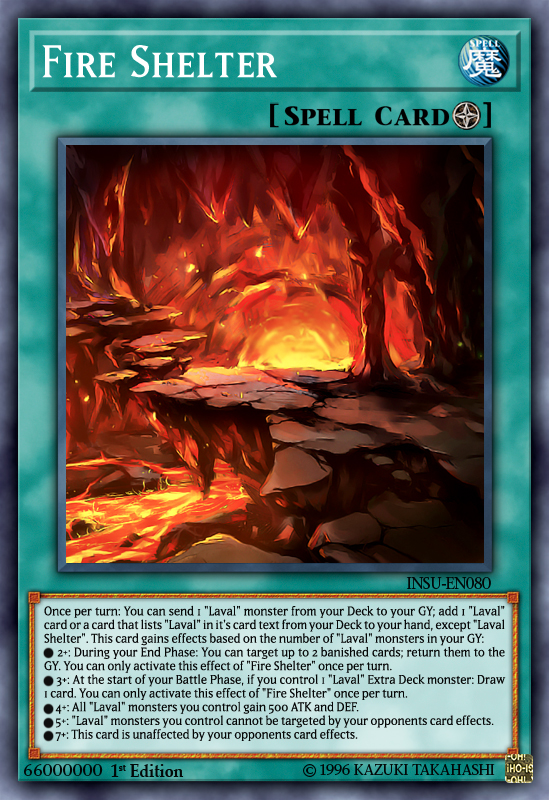 FIRE SHELTER
SPELL
魔
[SPELL CARD]
INSU-EN080
Once per turn: You can send 1 "Laval" monster from your Deck to your GY; add 1 "Laval"
card or a card that lists "Laval" in it's card text from your Deck to your hand, except "Laval
Shelter". This card gains effects based on the number of "Laval" monsters in your GY:
● 2+: During your End Phase: You can target up to 2 banished cards; return them to the
GY. You can only activate this effect of "Fire Shelter" once per turn.
● 3+: At the start of your Battle Phase, if you control 1 "Laval" Extra Deck monster: Draw
1 card. You can only activate this effect of "Fire Shelter" once per turn.
● 4+: All "Laval" monsters you control gain 500 ATK and DEF.
● 5+: "Laval" monsters you control cannot be targeted by your opponents card effects.
● 7+: This card is unaffected by your opponents card effects.
66000000 1st Edition © 1996 KAZUKI TAKAHASHI